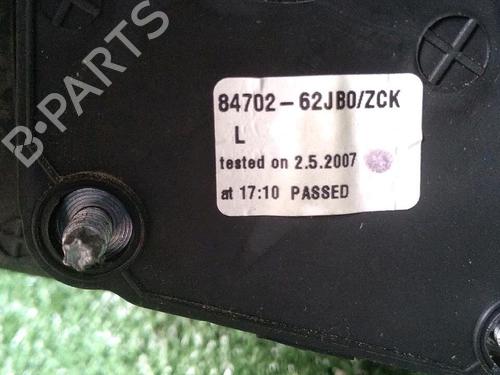 B-PARTS
84702-62JB0/ZCK
L
tested on 2.5.2007
at 17:10 PASSED